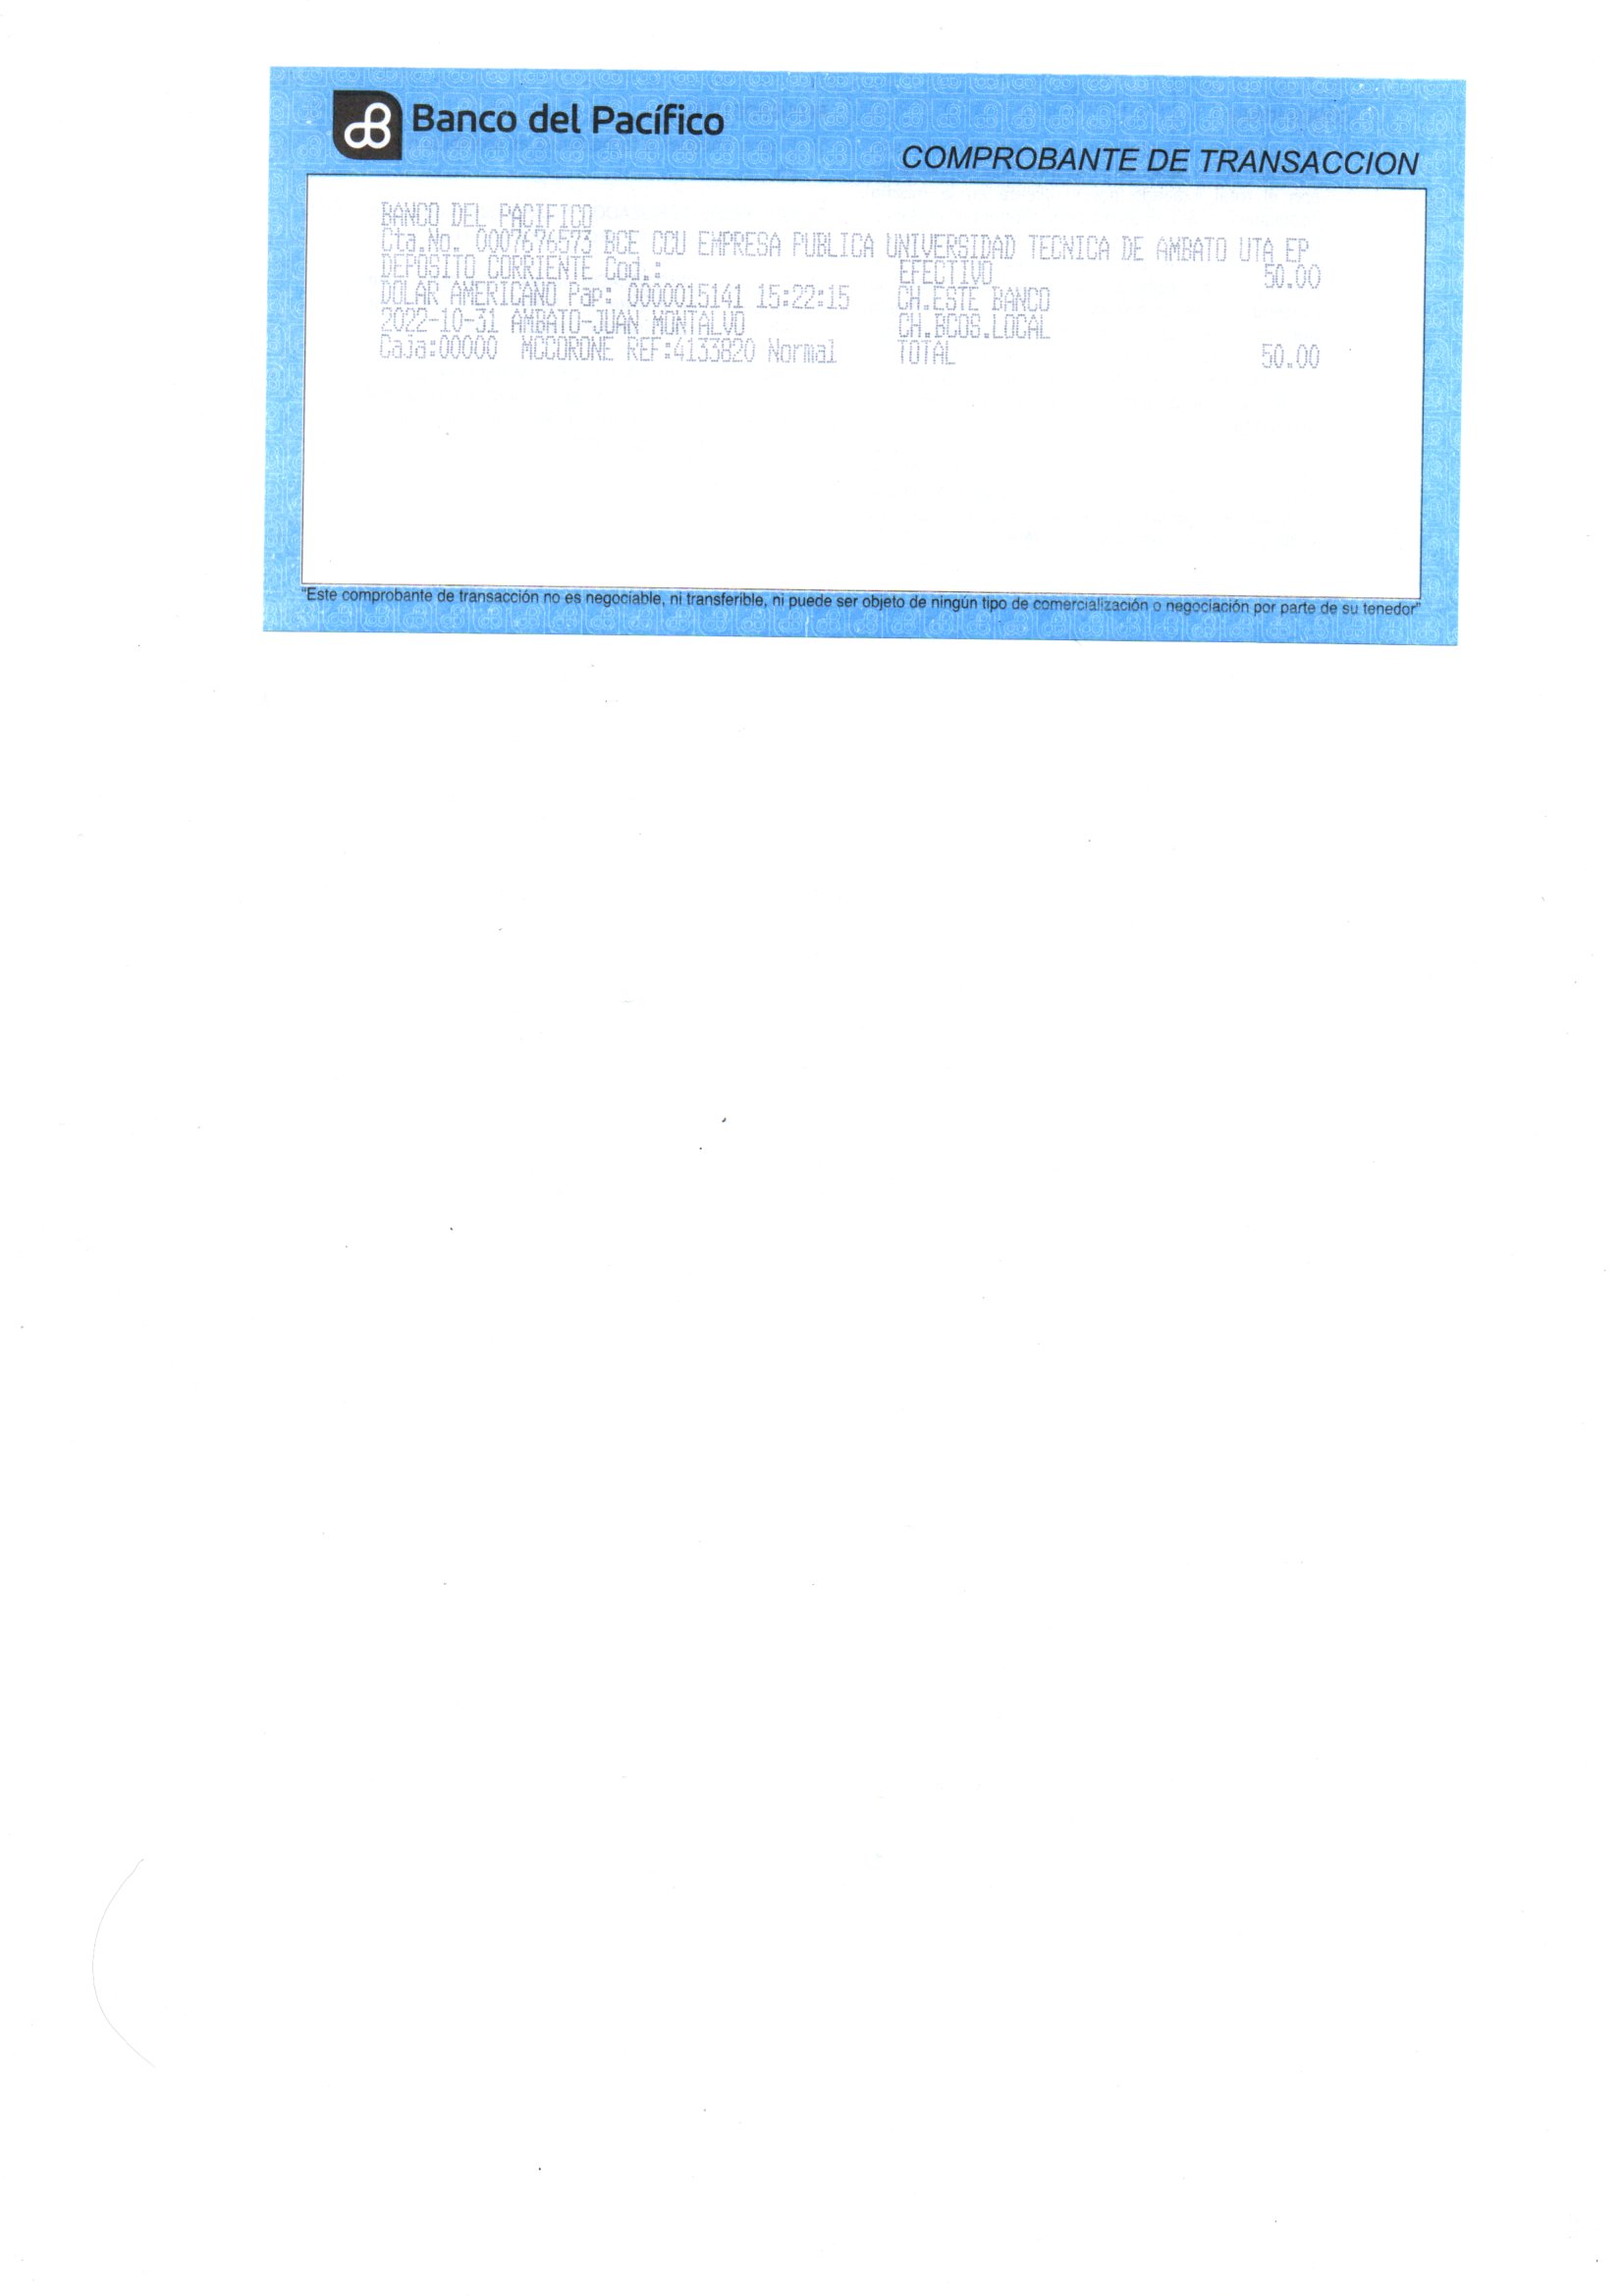 Banco del Pacífico
COMPROBANTE DE TRANSACCION
BANCO DEL PACIFICO
Cta.No. 0007676573 BCE CCU EMPRESA PUBLICA UNIVERSIDAD TECNICA DE AMBATO UTA EP
DEPOSITO CORRIENTE Cod.: EFECTIVO 50.00
DOLAR AMERICANO Pap: 0000015141 15:22:15 CH.ESTE BANCO
2022-10-31 AMBATO-JUAN MONTALVO CH.BCOS.LOCAL
Caja:00000 MCCORONE REF:4133820 Normal TOTAL 50.00
"Este comprobante de transacción no es negociable, ni transferible, ni puede ser objeto de ningún tipo de comercialización o negociación por parte de su tenedor"